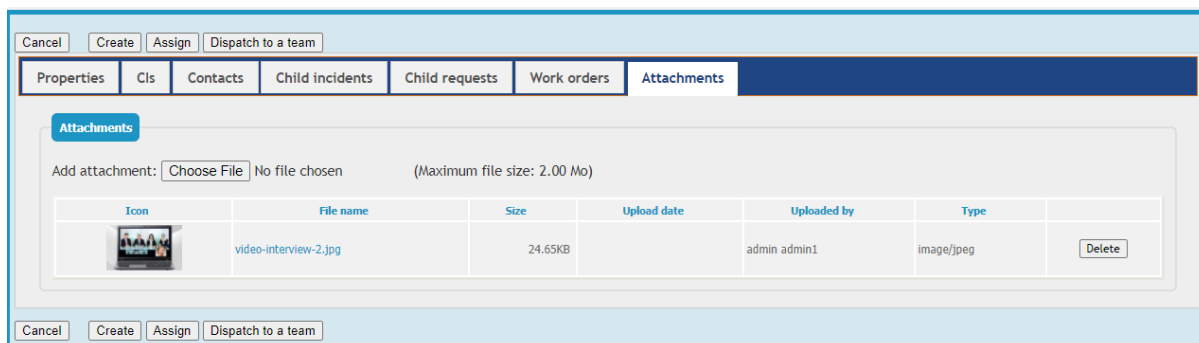 Cancel Create Assign Dispatch to a team
Properties CIs Contacts Child incidents Child requests Work orders Attachments
Attachments
Add attachment: Choose File No file chosen (Maximum file size: 2.00 Mo)
Icon File name Size Upload date Uploaded by Type
video-interview-2.jpg 24.65KB admin admin1 image/jpeg Delete
Cancel Create Assign Dispatch to a team